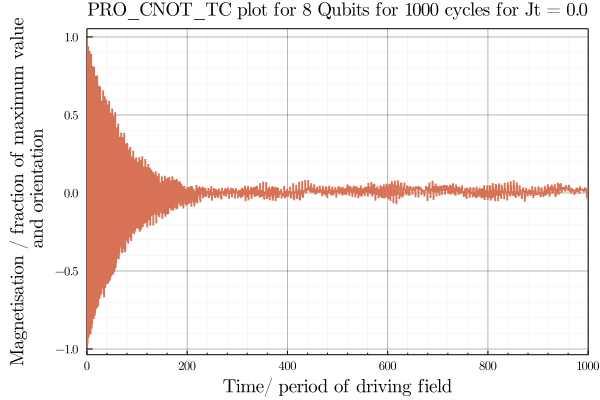 PRO_CNOT_TC plot for 8 Qubits for 1000 cycles for Jt = 0.0
Magnetisation / fraction of maximum value
and orientation
1.0
0.5
0.0
−0.5
−1.0
0 200 400 600 800 1000
Time/ period of driving field